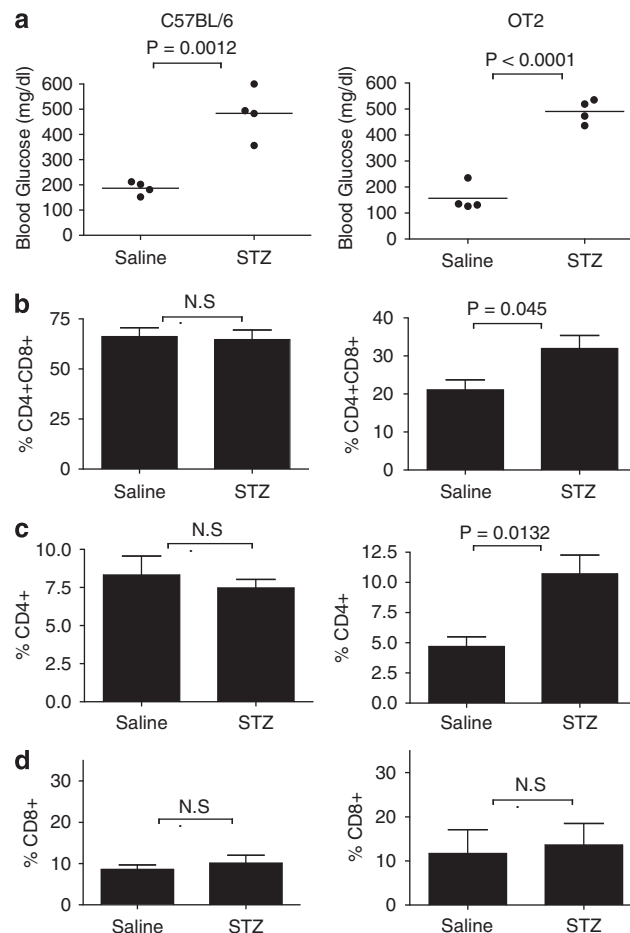 a
C57BL/6
OT2
P = 0.0012
P < 0.0001
Blood Glucose (mg/dl)
600
500
400
300
200
100
0
Saline
STZ
Blood Glucose (mg/dl)
600
500
400
300
200
100
0
Saline
STZ
b
N.S
% CD4+CD8+
75
50
25
0
Saline
STZ
P = 0.045
% CD4+CD8+
40
30
20
10
0
Saline
STZ
c
N.S
% CD4+
10.0
7.5
5.0
2.5
0.0
Saline
STZ
P = 0.0132
% CD4+
12.5
10.0
7.5
5.0
2.5
0.0
Saline
STZ
d
N.S
% CD8+
30
20
10
0
Saline
STZ
N.S
% CD8+
30
20
10
0
Saline
STZ